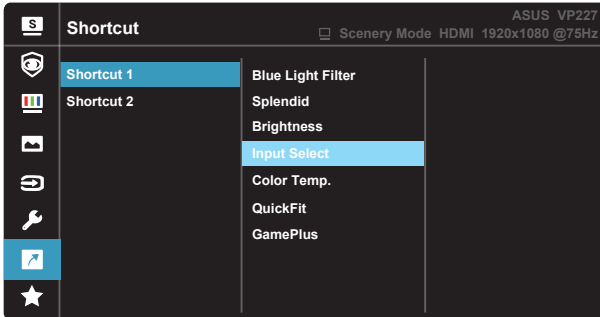 S
Shortcut
ASUS VP227
Scenery Mode HDMI 1920x1080 @75Hz
Shortcut 1
Shortcut 2
Blue Light Filter
Splendid
Brightness
Input Select
Color Temp.
QuickFit
GamePlus